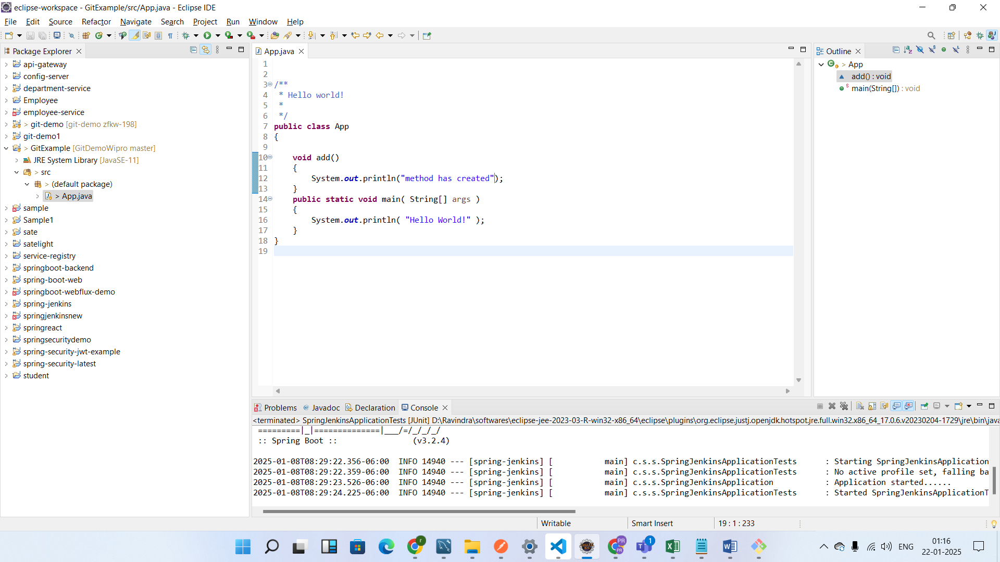 eclipse-workspace - GitExample/src/App.java - Eclipse IDE
File Edit Source Refactor Navigate Search Project Run Window Help
Package Explorer
api-gateway
config-server
department-service
Employee
employee-service
> git-demo [git-demo zfkw-198]
git-demo1
> GitExample [GitDemoWipro master]
JRE System Library [JavaSE-11]
> src
> (default package)
> App.java
sample
Sample1
sate
satelight
service-registry
springboot-backend
spring-boot-web
springboot-webflux-demo
spring-jenkins
springjenkinsnew
springreact
springsecuritydemo
spring-security-jwt-example
spring-security-latest
student
App.java
1
2
3 /**
4 * Hello world!
5 *
6 */
7 public class App
8 {
9
10 void add()
11 {
12 System.out.println("method has created");
13 }
14 public static void main( String[] args )
15 {
16 System.out.println( "Hello World!" );
17 }
18 }
19
Outline
> App
add() : void
main(String[]) : void
Problems @ Javadoc Declaration Console
<terminated> SpringJenkinsApplicationTests [JUnit] D:\Ravindra\softwares\eclipse-jee-2023-03-R-win32-x86_64\eclipse\plugins\org.eclipse.justj.openjdk.hotspot.jre.full.win32.x86_64_17.0.6.v20230204-1729\jre\bin\java
=========|_|==============|___/=/_/_/_/
:: Spring Boot :: (v3.2.4)
2025-01-08T08:29:22.356-06:00 INFO 14940 --- [spring-jenkins] [ main] c.s.s.SpringJenkinsApplicationTests : Starting SpringJenkinsApplication
2025-01-08T08:29:22.359-06:00 INFO 14940 --- [spring-jenkins] [ main] c.s.s.SpringJenkinsApplicationTests : No active profile set, falling ba
2025-01-08T08:29:23.526-06:00 INFO 14940 --- [spring-jenkins] [ main] c.s.s.SpringJenkinsApplication : Application started......
2025-01-08T08:29:24.225-06:00 INFO 14940 --- [spring-jenkins] [ main] c.s.s.SpringJenkinsApplicationTests : Started SpringJenkinsApplicationT
Writable Smart Insert 19 : 1 : 233
ENG
01:16
22-01-2025